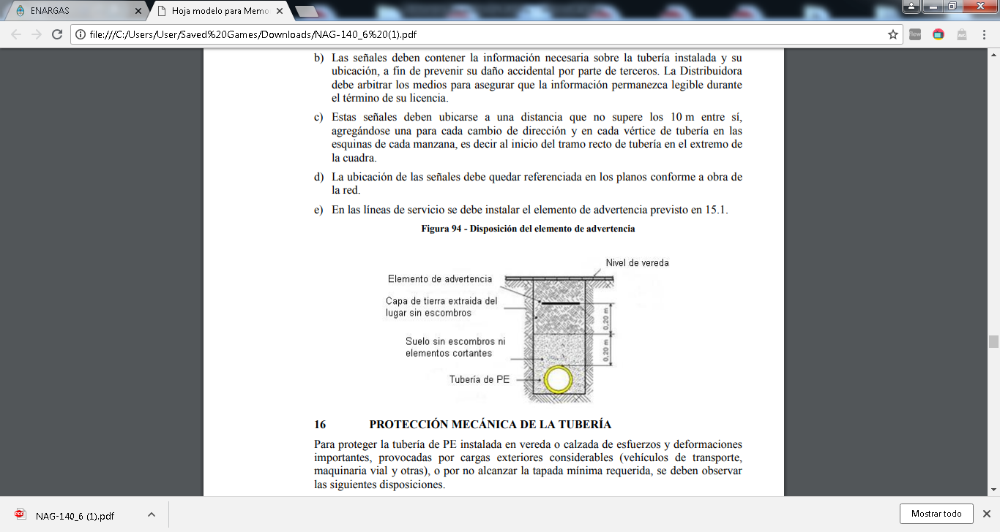 ENARGAS
Hoja modelo para Memo
file:///C:/Users/User/Saved%20Games/Downloads/NAG-140_6%20(1).pdf
b) Las señales deben contener la información necesaria sobre la tubería instalada y su
ubicación, a fin de prevenir su daño accidental por parte de terceros. La Distribuidora
debe arbitrar los medios para asegurar que la información permanezca legible durante
el término de su licencia.
c) Estas señales deben ubicarse a una distancia que no supere los 10 m entre sí,
agregándose una para cada cambio de dirección y en cada vértice de tubería en las
esquinas de cada manzana, es decir al inicio del tramo recto de tubería en el extremo de
la cuadra.
d) La ubicación de las señales debe quedar referenciada en los planos conforme a obra de
la red.
e) En las líneas de servicio se debe instalar el elemento de advertencia previsto en 15.1.
Figura 94 - Disposición del elemento de advertencia
Nivel de vereda
Elemento de advertencia
Capa de tierra extraida del
lugar sin escombros
0,20 m
Suelo sin escombros ni
elementos cortantes
0,20 m
Tubería de PE
16 PROTECCIÓN MECÁNICA DE LA TUBERÍA
Para proteger la tubería de PE instalada en vereda o calzada de esfuerzos y deformaciones
importantes, provocadas por cargas exteriores considerables (vehículos de transporte,
maquinaria vial y otras), o por no alcanzar la tapada mínima requerida, se deben observar
las siguientes disposiciones.
NAG-140_6 (1).pdf
Mostrar todo